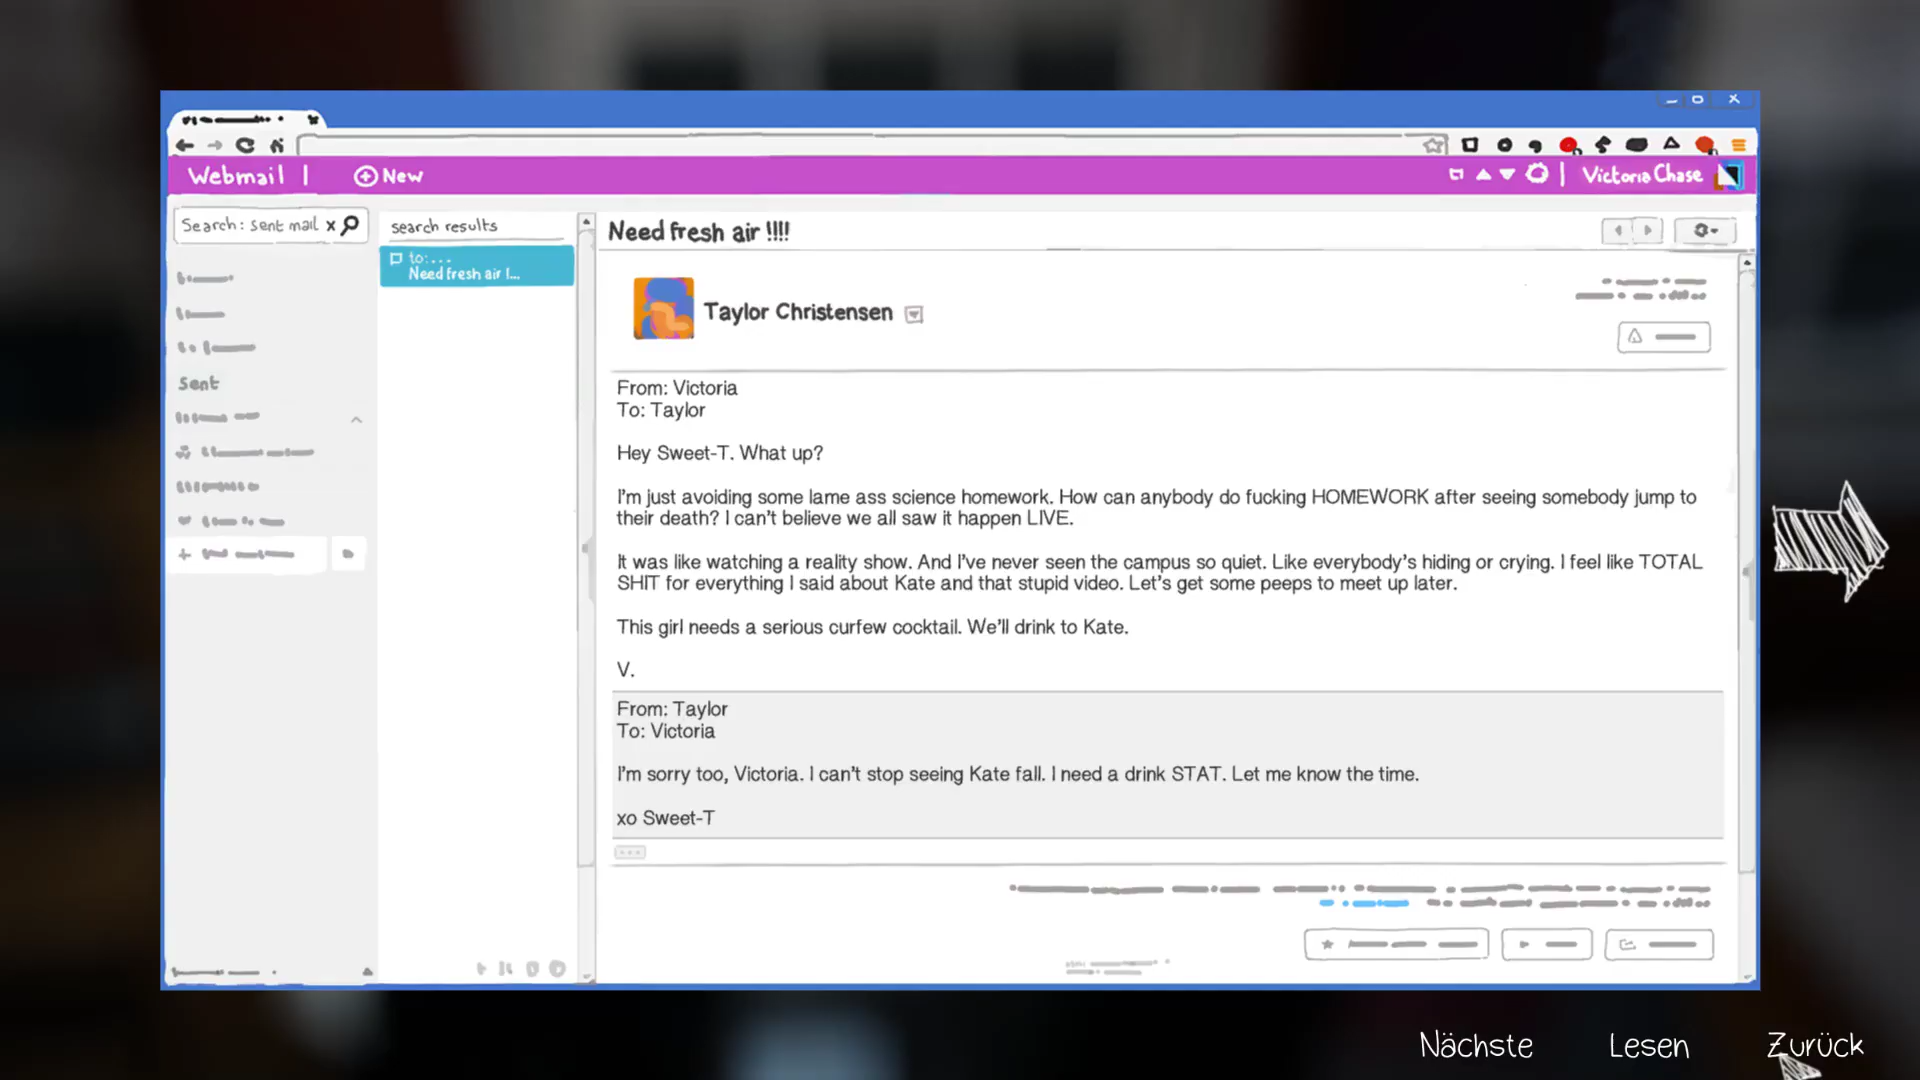 Webmail
New
Victoria Chase
Search: sent mail x
search results
to:...
Need fresh air !...
Sent
Need fresh air !!!!
Taylor Christensen
From: Victoria
To: Taylor
Hey Sweet-T. What up?
I'm just avoiding some lame ass science homework. How can anybody do fucking HOMEWORK after seeing somebody jump to
their death? I can't believe we all saw it happen LIVE.
It was like watching a reality show. And I've never seen the campus so quiet. Like everybody's hiding or crying. I feel like TOTAL
SHIT for everything I said about Kate and that stupid video. Let's get some peeps to meet up later.
This girl needs a serious curfew cocktail. We'll drink to Kate.
V.
From: Taylor
To: Victoria
I'm sorry too, Victoria. I can't stop seeing Kate fall. I need a drink STAT. Let me know the time.
xo Sweet-T
Nächste
Lesen
Zurück